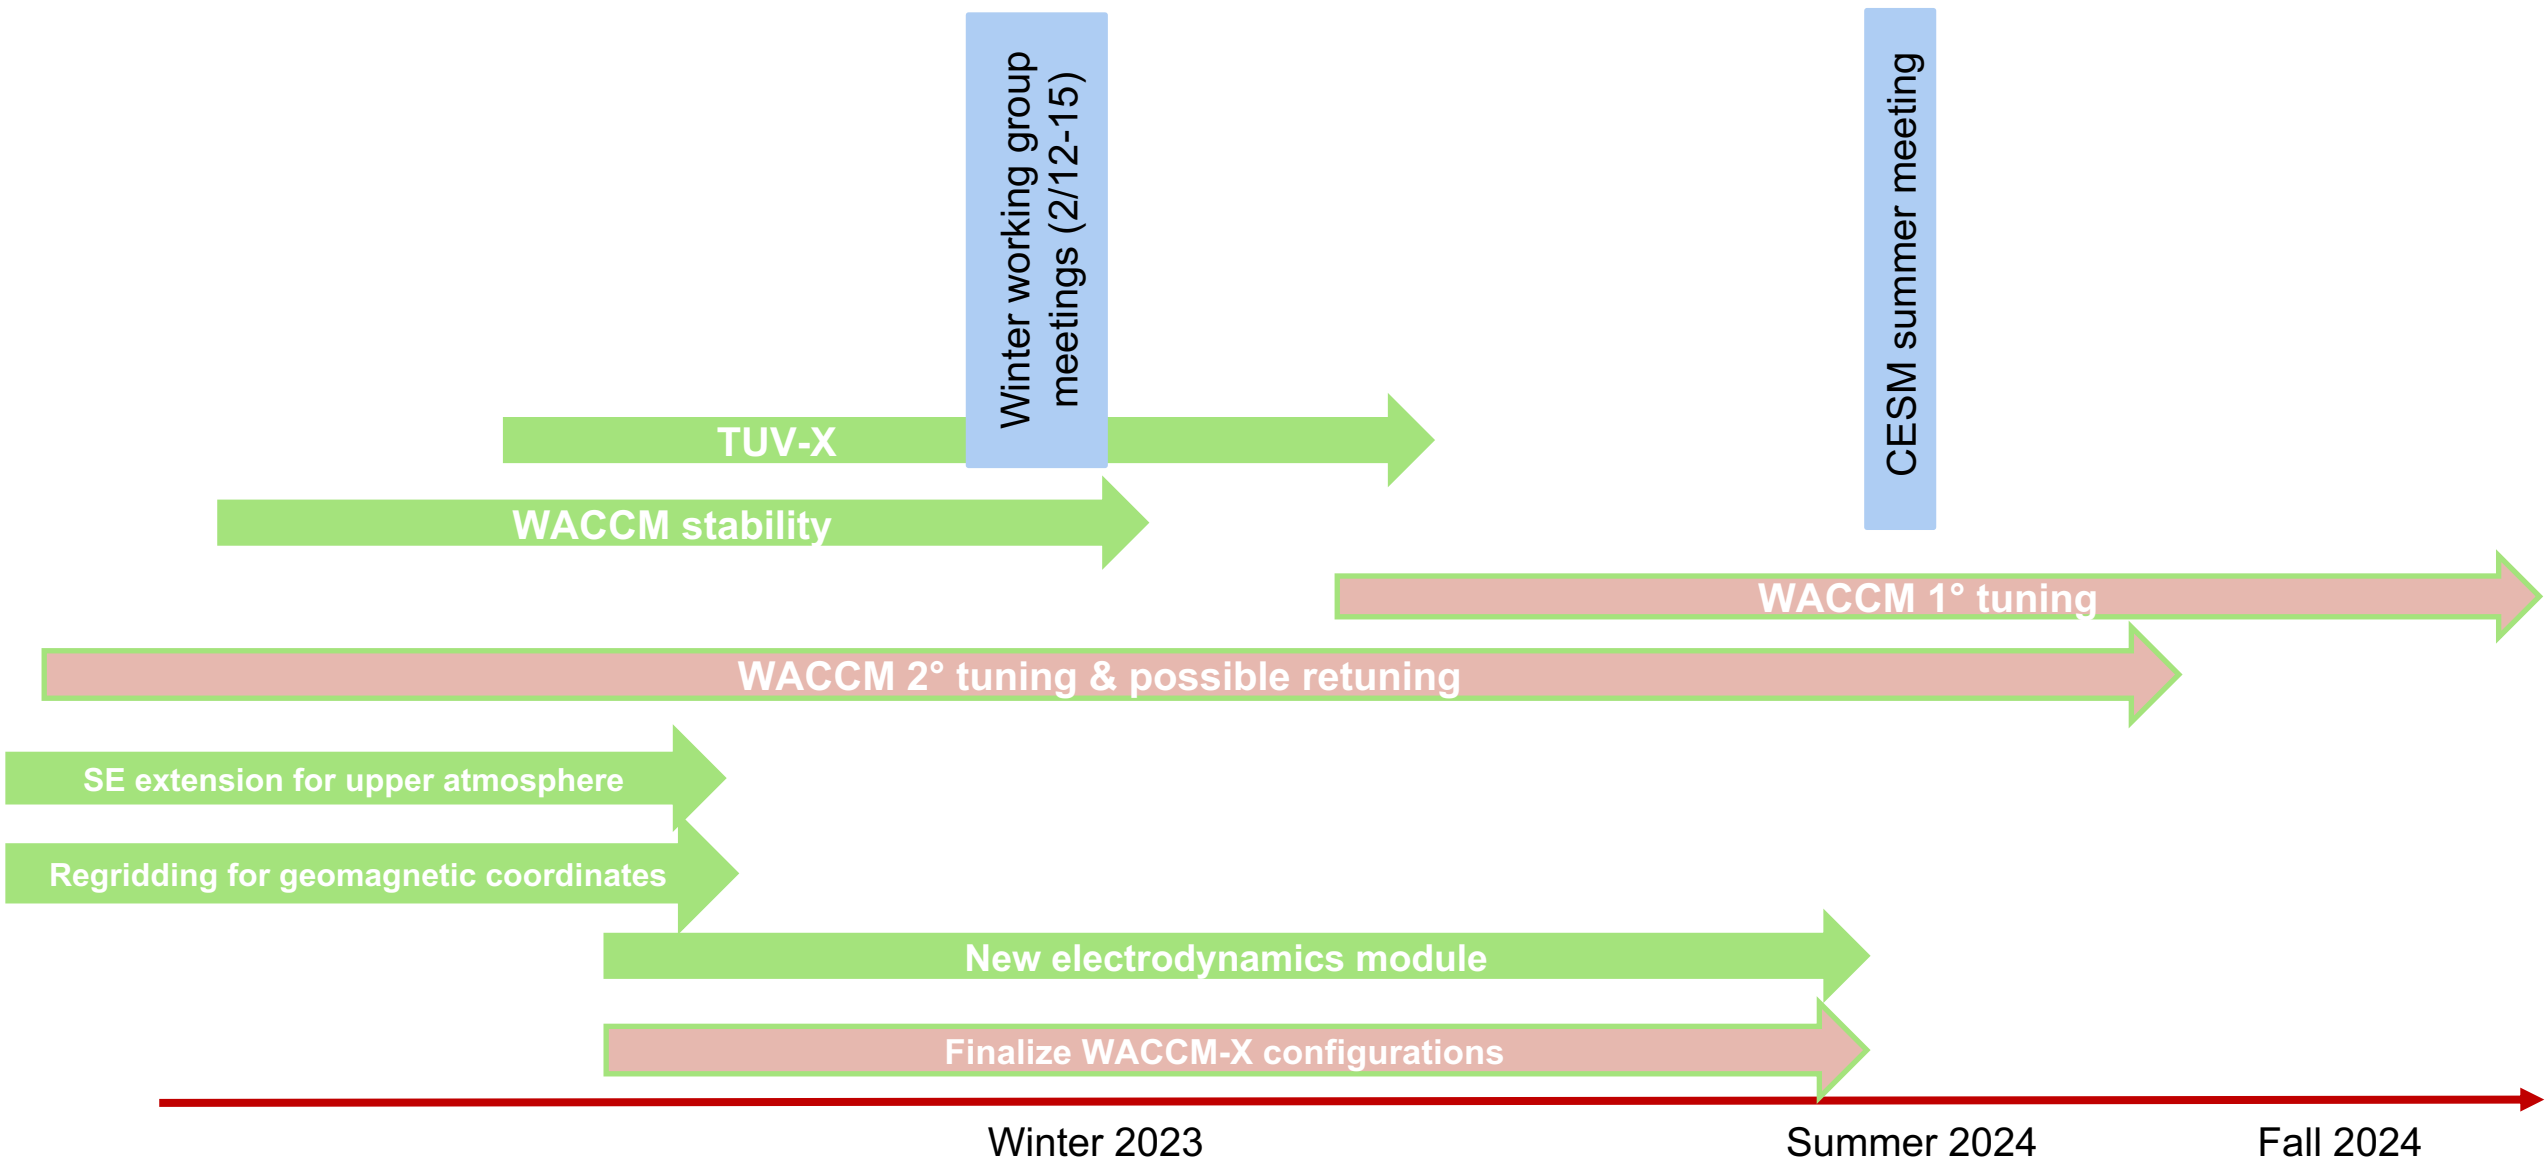 Winter working group
meetings (2/12-15)
CESM summer meeting
TUV-X
WACCM stability
WACCM 1° tuning
WACCM 2° tuning & possible retuning
SE extension for upper atmosphere
Regridding for geomagnetic coordinates
New electrodynamics module
Finalize WACCM-X configurations
Winter 2023
Summer 2024
Fall 2024